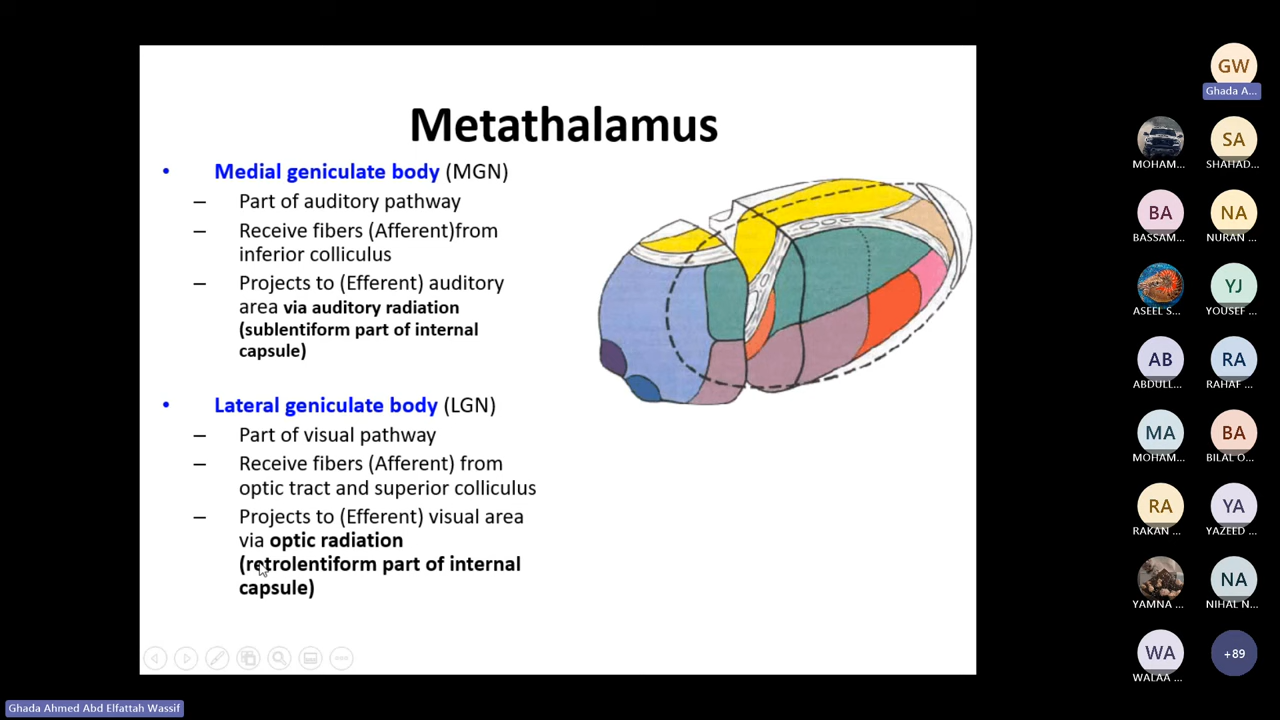 Metathalamus
• Medial geniculate body (MGN)
– Part of auditory pathway
– Receive fibers (Afferent)from
inferior colliculus
– Projects to (Efferent) auditory
area via auditory radiation
(sublentiform part of internal
capsule)
• Lateral geniculate body (LGN)
– Part of visual pathway
– Receive fibers (Afferent) from
optic tract and superior colliculus
– Projects to (Efferent) visual area
via optic radiation
(retrolentiform part of internal
capsule)
GW
Ghada A...
MOHAM...
SA
SHAHAD...
BA
BASSAM...
NA
NURAN ...
ASEEL S...
YJ
YOUSEF ...
AB
ABDULL...
RA
RAHAF ...
MA
MOHAM...
BA
BILAL O...
RA
RAKAN ...
YA
YAZEED ...
YAMNA ...
NA
NIHAL N...
WA
WALAA ...
+89
Ghada Ahmed Abd Elfattah Wassif